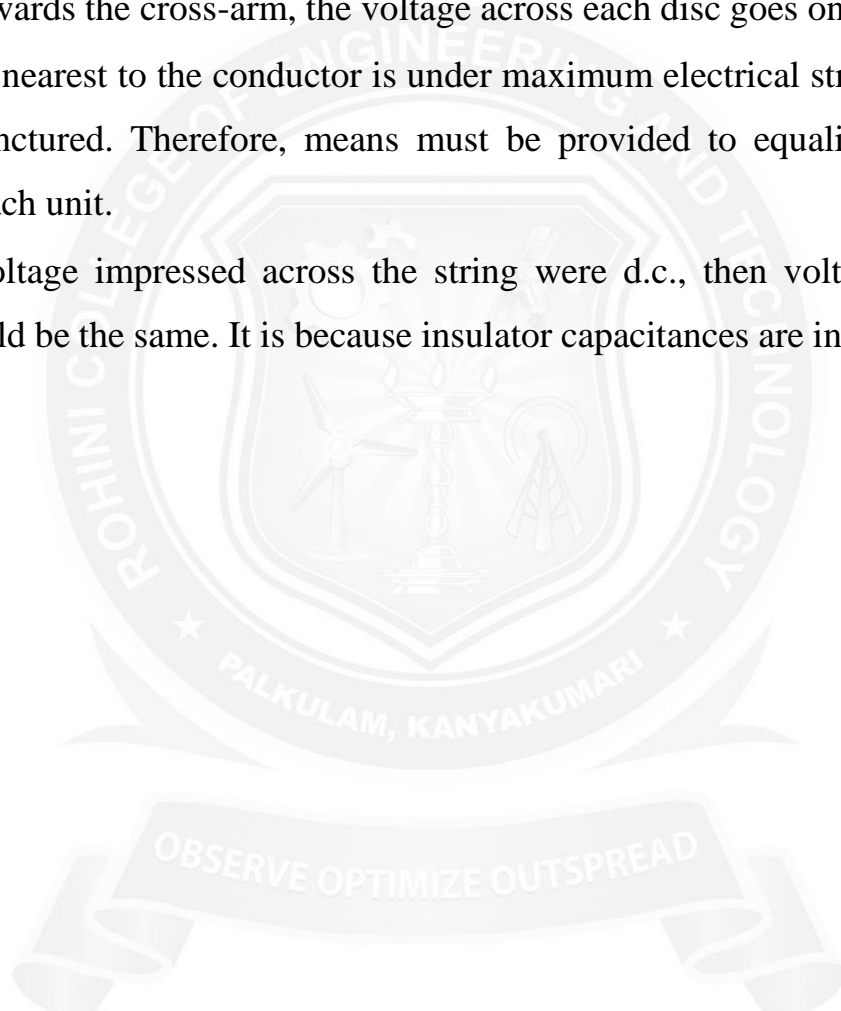 wards the cross-arm, the voltage across each disc goes on
nearest to the conductor is under maximum electrical str
nctured. Therefore, means must be provided to equali
ach unit.
oltage impressed across the string were d.c., then volt
ld be the same. It is because insulator capacitances are in
ROHINI COLLEGE OF ENGINEERING AND TECHNOLOGY
PALKULAM, KANYAKUMARI
OBSERVE OPTIMIZE OUTSPREAD